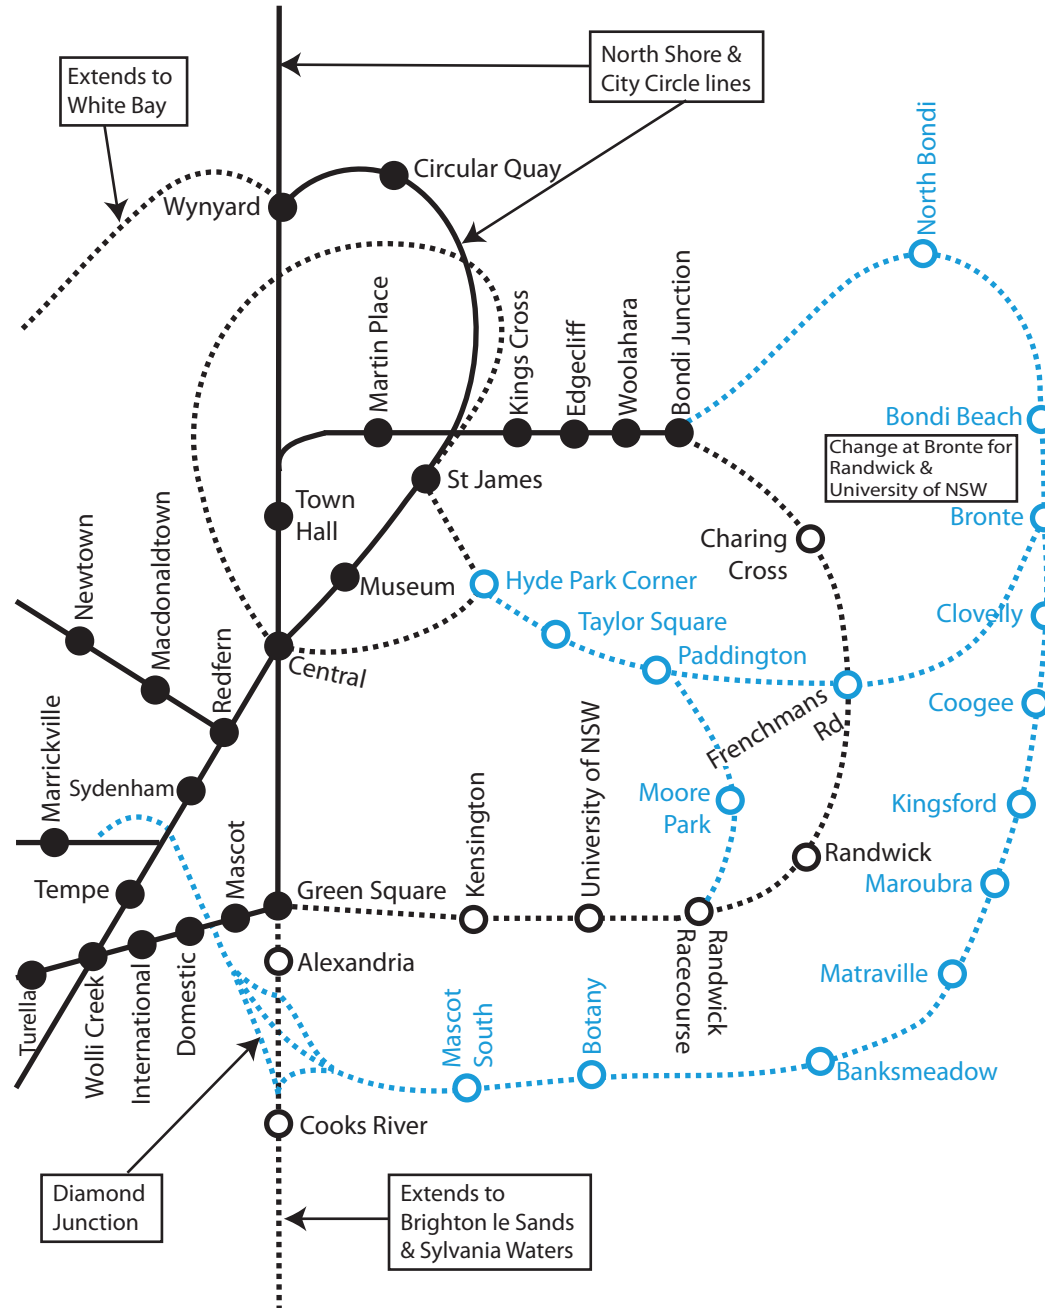 North Shore &
City Circle lines
Extends to
White Bay
North Bondi
Circular Quay
Wynyard
Martin Place
Kings Cross
Edgecliff
Woolahara
Bondi Junction
Bondi Beach
Change at Bronte for
Randwick &
University of NSW
St James
Town
Hall
Bronte
Charing
Cross
Newtown
Macdonaldtown
Museum
Hyde Park Corner
Clovelly
Taylor Square
Redfern
Central
Paddington
Coogee
Frenchmans
Rd
Marrickville
Sydenham
Kensington
University of NSW
Moore
Park
Kingsford
Randwick
Maroubra
Tempe
Mascot
Green Square
Turella
Wolli Creek
International
Domestic
Alexandria
Randwick
Racecourse
Matraville
Mascot
South
Botany
Banksmeadow
Cooks River
Diamond
Junction
Extends to
Brighton le Sands
& Sylvania Waters